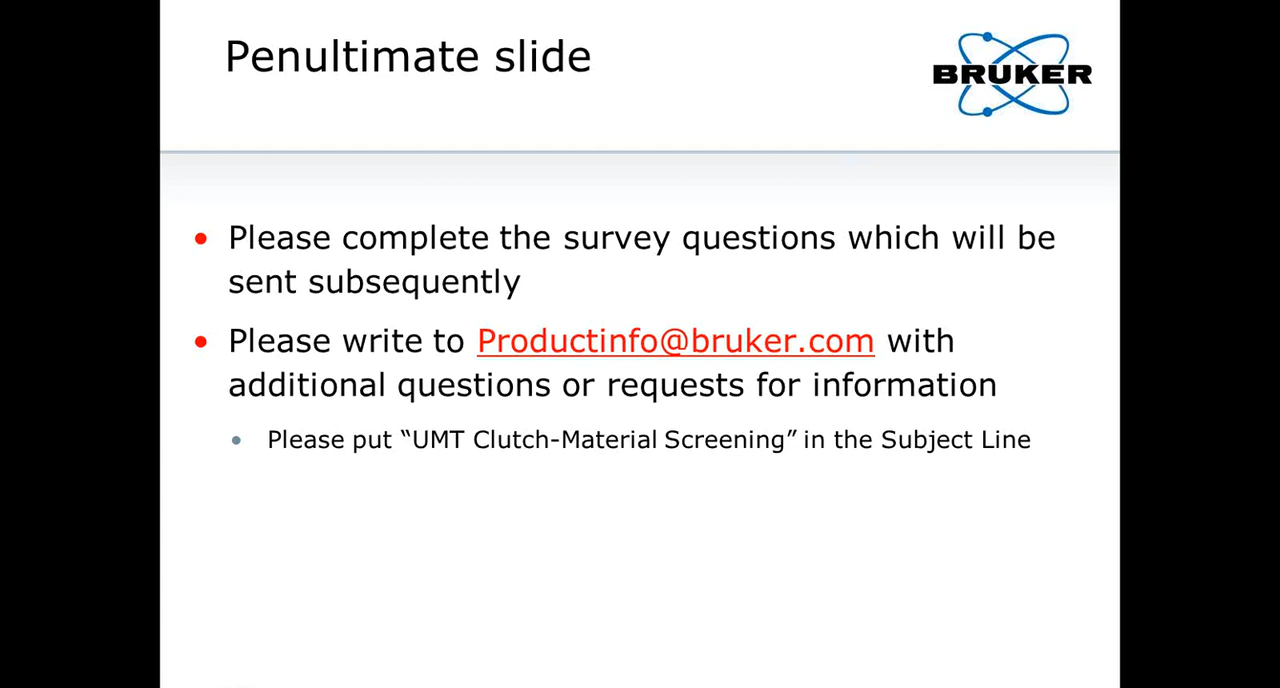 Penultimate slide
BRUKER
• Please complete the survey questions which will be
sent subsequently
• Please write to Productinfo@bruker.com with
additional questions or requests for information
• Please put “UMT Clutch-Material Screening” in the Subject Line